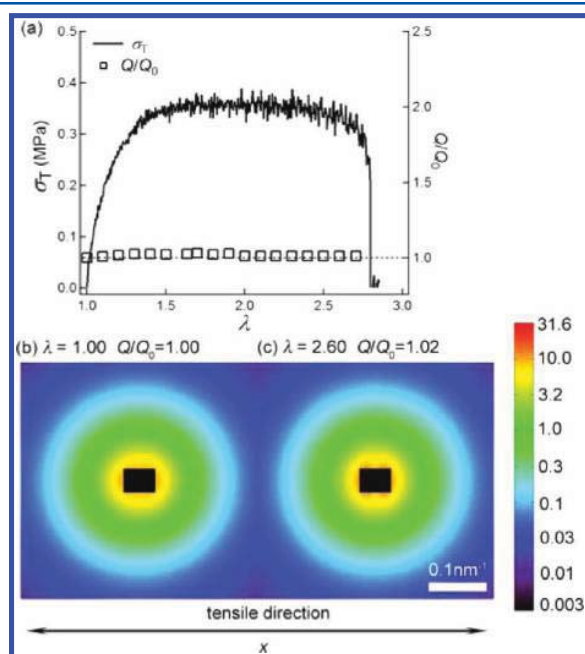 (a)
σT
Q/Q0
0.5
0.4
0.3
0.2
0.1
0.0
σT (MPa)
2.5
2.0
1.5
1.0
Q/Q0
1.0 1.5 2.0 2.5 3.0
λ
(b) λ = 1.00 Q/Q0=1.00 (c) λ = 2.60 Q/Q0=1.02
31.6
10.0
3.2
1.0
0.3
0.1
0.03
0.01
0.003
0.1nm-1
tensile direction
x